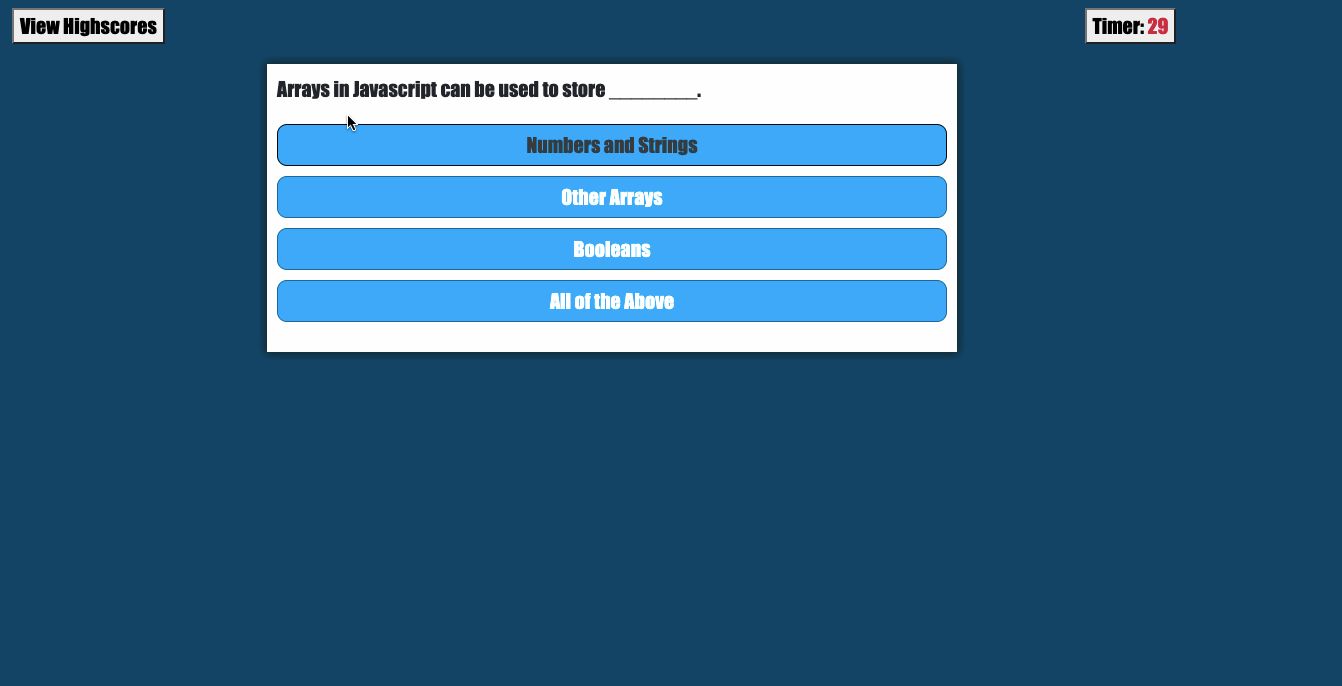 View Highscores
Timer: 29
Arrays in Javascript can be used to store ________.
Numbers and Strings
Other Arrays
Booleans
All of the Above